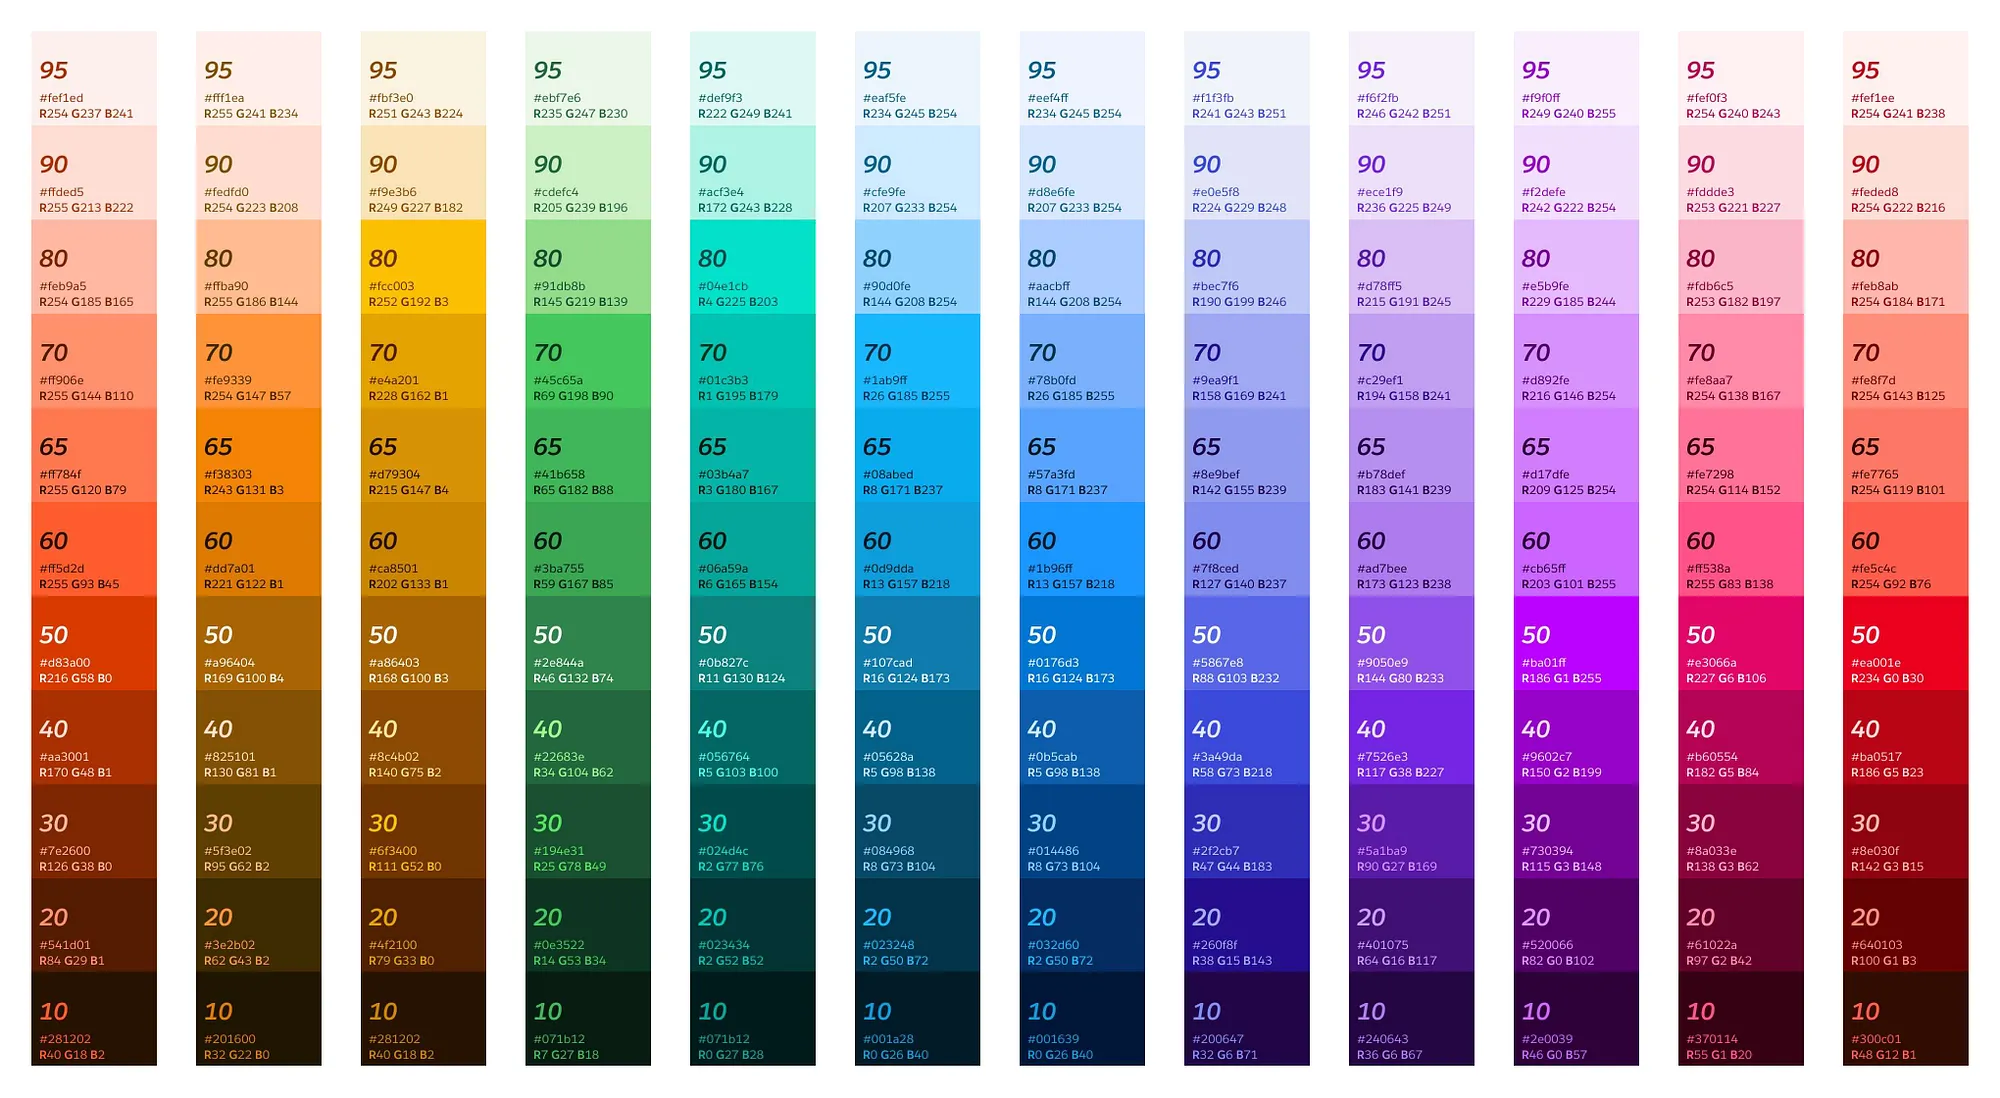 95
#fef1ed
R254 G237 B241
90
#ffded5
R255 G213 B222
80
#feb9a5
R254 G185 B165
70
#ff906e
R255 G144 B110
65
#ff784f
R255 G120 B79
60
#ff5d2d
R255 G93 B45
50
#d83a00
R216 G58 B0
40
#aa3001
R170 G48 B1
30
#7e2600
R126 G38 B0
20
#541d01
R84 G29 B1
10
#281202
R40 G18 B2
95
#fff1ea
R255 G241 B234
90
#fedfd0
R254 G223 B208
80
#ffba90
R255 G186 B144
70
#fe9339
R254 G147 B57
65
#f38303
R243 G131 B3
60
#dd7a01
R221 G122 B1
50
#a96404
R169 G100 B4
40
#825101
R130 G81 B1
30
#5f3e02
R95 G62 B2
20
#3e2b02
R62 G43 B2
10
#201600
R32 G22 B0
95
#fbf3e0
R251 G243 B224
90
#f9e3b6
R249 G227 B182
80
#fcc003
R252 G192 B3
70
#e4a201
R228 G162 B1
65
#d79304
R215 G147 B4
60
#ca8501
R202 G133 B1
50
#a86403
R168 G100 B3
40
#8c4b02
R140 G75 B2
30
#6f3400
R111 G52 B0
20
#4f2100
R79 G33 B0
10
#281202
R40 G18 B2
95
#ebf7e6
R235 G247 B230
90
#cdefc4
R205 G239 B196
80
#91db8b
R145 G219 B139
70
#45c65a
R69 G198 B90
65
#41b658
R65 G182 B88
60
#3ba755
R59 G167 B85
50
#2e844a
R46 G132 B74
40
#22683e
R34 G104 B62
30
#194e31
R25 G78 B49
20
#0e3522
R14 G53 B34
10
#071b12
R7 G27 B18
95
#def9f3
R222 G249 B241
90
#acf3e4
R172 G243 B228
80
#04e1cb
R4 G225 B203
70
#01c3b3
R1 G195 B179
65
#03b4a7
R3 G180 B167
60
#06a59a
R6 G165 B154
50
#0b827c
R11 G130 B124
40
#056764
R5 G103 B100
30
#024d4c
R2 G77 B76
20
#023434
R2 G52 B52
10
#071b12
R0 G27 B28
95
#eaf5fe
R234 G245 B254
90
#cfe9fe
R207 G233 B254
80
#90d0fe
R144 G208 B254
70
#1ab9ff
R26 G185 B255
65
#08abed
R8 G171 B237
60
#0d9dda
R13 G157 B218
50
#107cad
R16 G124 B173
40
#05628a
R5 G98 B138
30
#084968
R8 G73 B104
20
#023248
R2 G50 B72
10
#001a28
R0 G26 B40
95
#eef4ff
R234 G245 B254
90
#d8e6fe
R207 G233 B254
80
#aacbff
R144 G208 B254
70
#78b0fd
R26 G185 B255
65
#57a3fd
R8 G171 B237
60
#1b96ff
R13 G157 B218
50
#0176d3
R16 G124 B173
40
#0b5cab
R5 G98 B138
30
#014486
R8 G73 B104
20
#032d60
R2 G50 B72
10
#001639
R0 G26 B40
95
#f1f3fb
R241 G243 B251
90
#e0e5f8
R224 G229 B248
80
#bec7f6
R190 G199 B246
70
#9ea9f1
R158 G169 B241
65
#8e9bef
R142 G155 B239
60
#7f8ced
R127 G140 B237
50
#5867e8
R88 G103 B232
40
#3a49da
R58 G73 B218
30
#2f2cb7
R47 G44 B183
20
#260f8f
R38 G15 B143
10
#200647
R32 G6 B71
95
#f6f2fb
R246 G242 B251
90
#ece1f9
R236 G225 B249
80
#d78ff5
R215 G191 B245
70
#c29ef1
R194 G158 B241
65
#b78def
R183 G141 B239
60
#ad7bee
R173 G123 B238
50
#9050e9
R144 G80 B233
40
#7526e3
R117 G38 B227
30
#5a1ba9
R90 G27 B169
20
#401075
R64 G16 B117
10
#240643
R36 G6 B67
95
#f9f0ff
R249 G240 B255
90
#f2defe
R242 G222 B254
80
#e5b9fe
R229 G185 B244
70
#d892fe
R216 G146 B254
65
#d17dfe
R209 G125 B254
60
#cb65ff
R203 G101 B255
50
#ba01ff
R186 G1 B255
40
#9602c7
R150 G2 B199
30
#730394
R115 G3 B148
20
#520066
R82 G0 B102
10
#2e0039
R46 G0 B57
95
#fef0f3
R254 G240 B243
90
#fddde3
R253 G221 B227
80
#fdb6c5
R253 G182 B197
70
#fe8aa7
R254 G138 B167
65
#fe7298
R254 G114 B152
60
#ff538a
R255 G83 B138
50
#e3066a
R227 G6 B106
40
#b60554
R182 G5 B84
30
#8a033e
R138 G3 B62
20
#61022a
R97 G2 B42
10
#370114
R55 G1 B20
95
#fef1ee
R254 G241 B238
90
#feded8
R254 G222 B216
80
#feb8ab
R254 G184 B171
70
#fe8f7d
R254 G143 B125
65
#fe7765
R254 G119 B101
60
#fe5c4c
R254 G92 B76
50
#ea001e
R234 G0 B30
40
#ba0517
R186 G5 B23
30
#8e030f
R142 G3 B15
20
#640103
R100 G1 B3
10
#300c01
R48 G12 B1